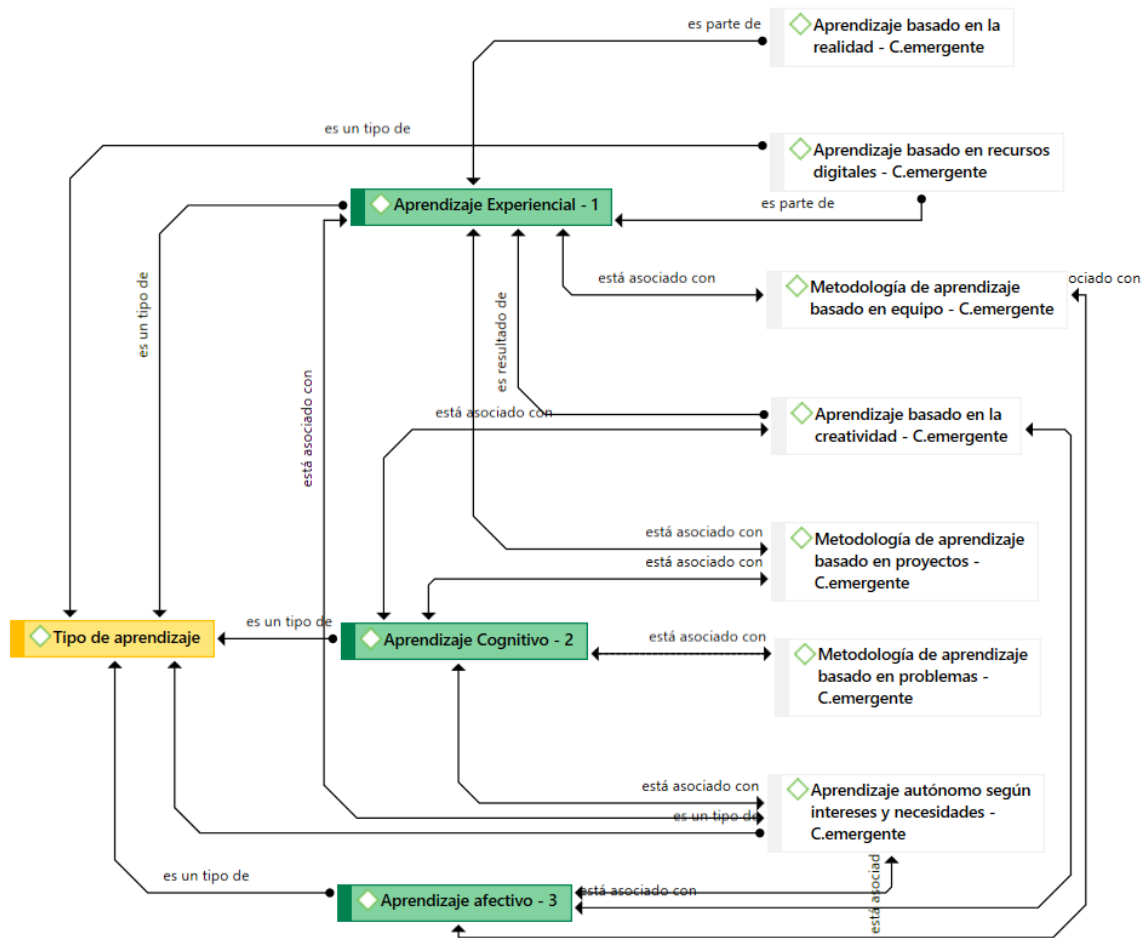 es parte de
Aprendizaje basado en la
realidad - C.emergente
es un tipo de
Aprendizaje basado en recursos
digitales - C.emergente
Aprendizaje Experiencial - 1
es parte de
es un tipo de
está asociado con
Metodología de aprendizaje
basado en equipo - C.emergente
ociado con
es resultado de
está asociado con
está asociado con
Aprendizaje basado en la
creatividad - C.emergente
está asociado con
Metodología de aprendizaje
basado en proyectos -
C.emergente
está asociado con
Tipo de aprendizaje
es un tipo de
Aprendizaje Cognitivo - 2
está asociado con
Metodología de aprendizaje
basado en problemas -
C.emergente
está asociado con
Aprendizaje autónomo según
intereses y necesidades -
C.emergente
es un tipo de
es un tipo de
Aprendizaje afectivo - 3
está asociado con
está asociad